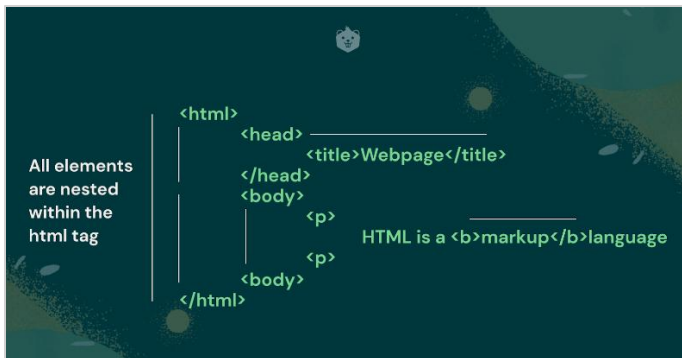 All elements
are nested
within the
html tag
<html>
<head>
<title>Webpage</title>
</head>
<body>
<p>
HTML is a <b>markup</b>language
<p>
<body>
</html>